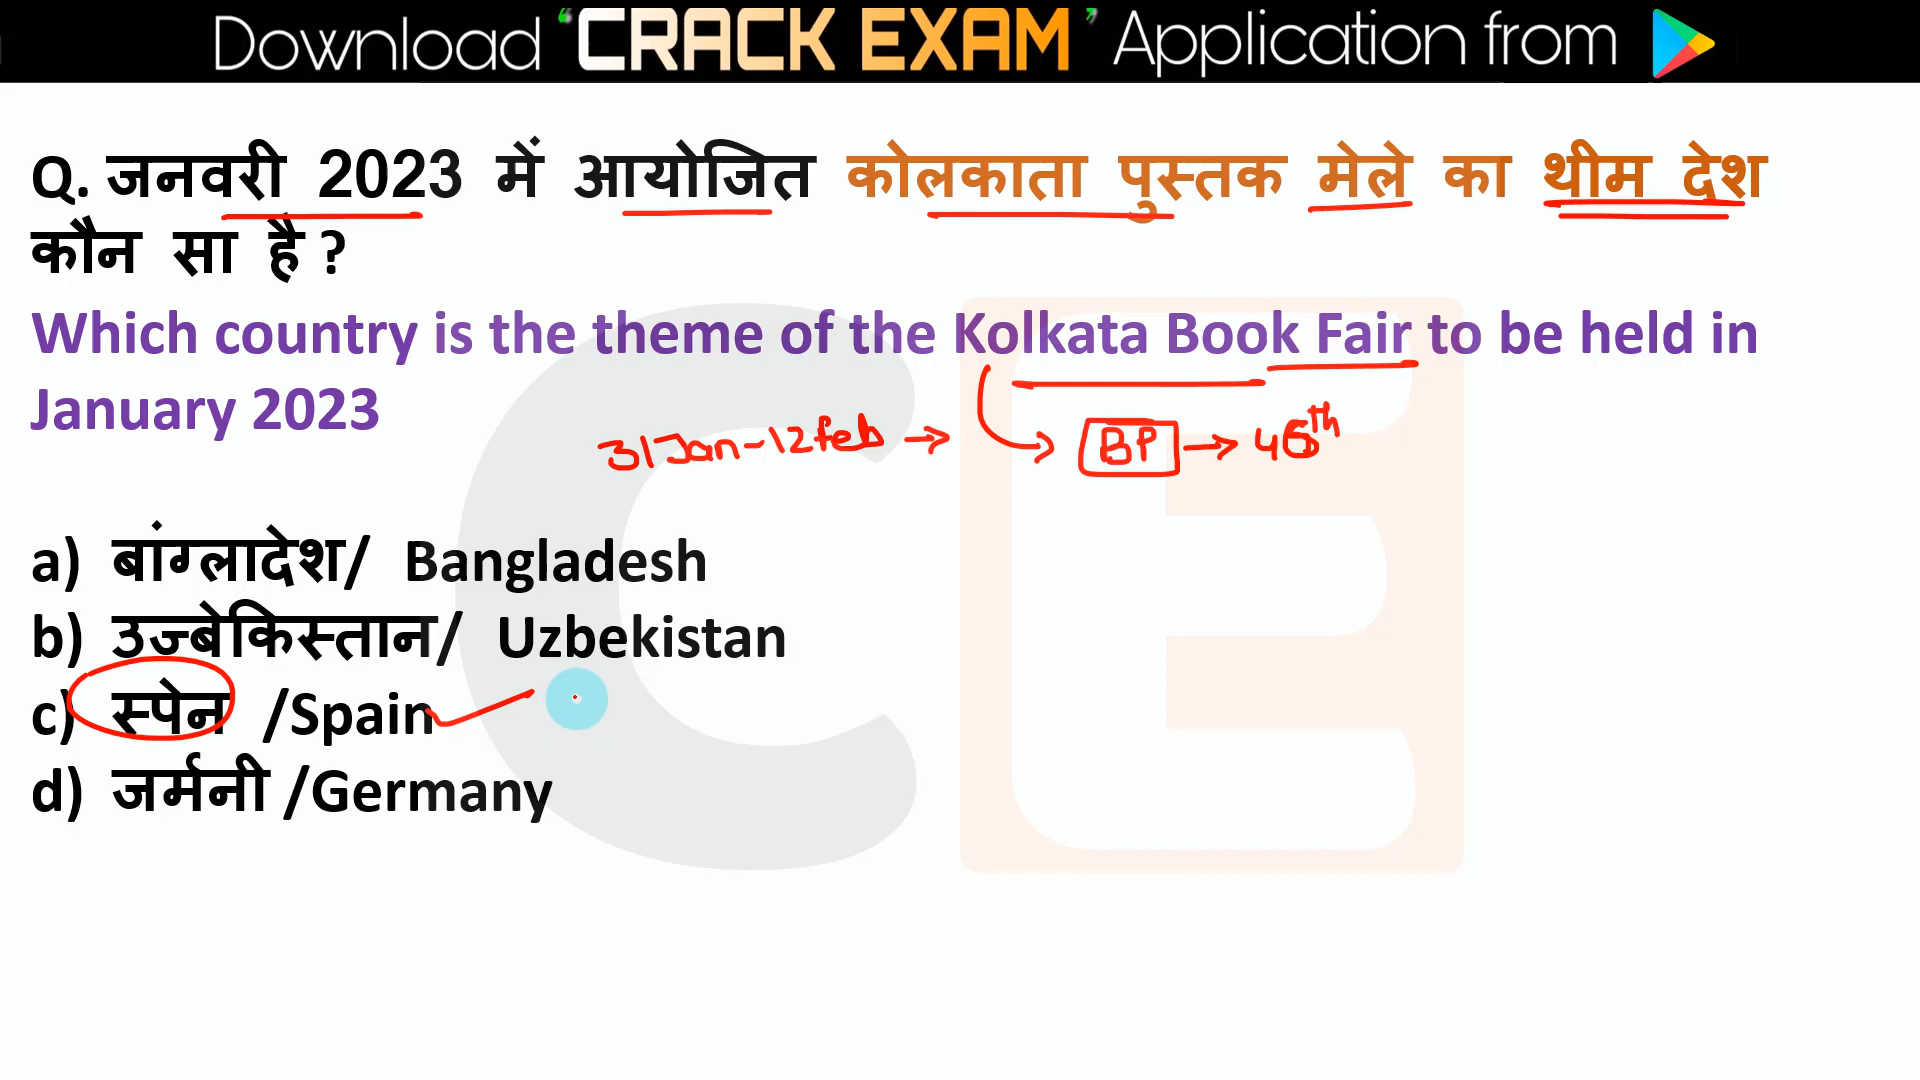 Download ‘CRACK EXAM’ Application from
Q. जनवरी 2023 में आयोजित कोलकाता पुस्तक मेले का थीम देश
कौन सा है ?
Which country is the theme of the Kolkata Book Fair to be held in
January 2023
31 Jan-12 feb → BP → 46th
a) बांग्लादेश/ Bangladesh
b) उज्बेकिस्तान/ Uzbekistan
c) स्पेन /Spain
d) जर्मनी /Germany
CE